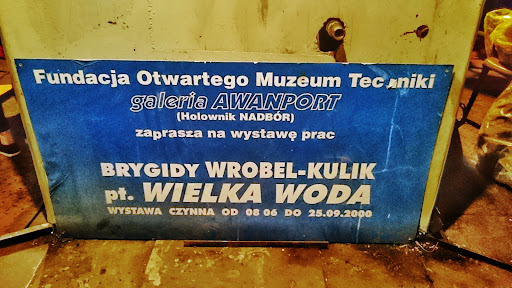 Fundacja Otwartego Muzeum Techniki
galeria AWANPORT
(Holownik NADBÓR)
zaprasza na wystawę prac
BRYGIDY WROBEL-KULIK
pt. WIELKA WODA
WYSTAWA CZYNNA OD 08 06 DO 25.09.2000